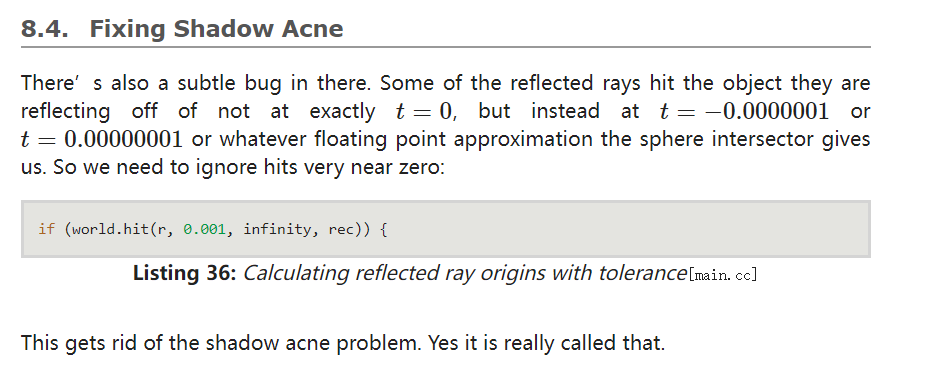 8.4. Fixing Shadow Acne
There’ s also a subtle bug in there. Some of the reflected rays hit the object they are
reflecting off of not at exactly t = 0, but instead at t = −0.0000001 or
t = 0.00000001 or whatever floating point approximation the sphere intersector gives
us. So we need to ignore hits very near zero:
if (world.hit(r, 0.001, infinity, rec)) {
Listing 36: Calculating reflected ray origins with tolerance[main.cc]
This gets rid of the shadow acne problem. Yes it is really called that.